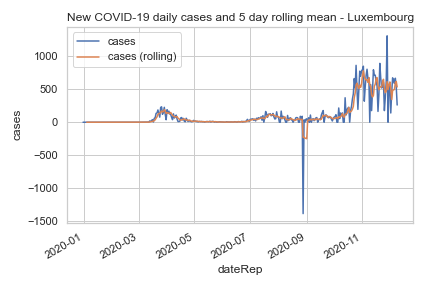 New COVID-19 daily cases and 5 day rolling mean - Luxembourg
cases
cases (rolling)
1000
500
0
−500
−1000
−1500
cases
2020-01
2020-03
2020-05
2020-07
2020-09
2020-11
dateRep